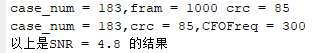 case_num = 183,fram = 1000 crc = 85
case_num = 183,crc = 85,CFOFreq = 300
以上是SNR = 4.8 的结果